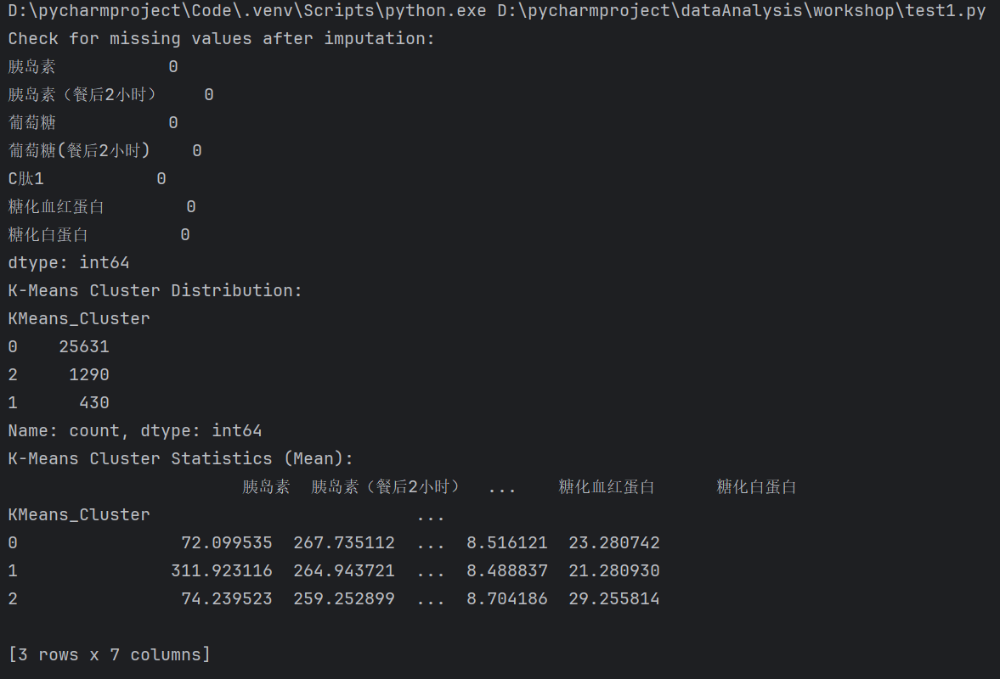 D:\pycharmproject\Code\.venv\Scripts\python.exe D:\pycharmproject\dataAnalysis\workshop\test1.py
Check for missing values after imputation:
胰岛素 0
胰岛素（餐后2小时） 0
葡萄糖 0
葡萄糖(餐后2小时) 0
C肽1 0
糖化血红蛋白 0
糖化白蛋白 0
dtype: int64
K-Means Cluster Distribution:
KMeans_Cluster
0 25631
2 1290
1 430
Name: count, dtype: int64
K-Means Cluster Statistics (Mean):
胰岛素 胰岛素（餐后2小时） ... 糖化血红蛋白 糖化白蛋白
KMeans_Cluster ...
0 72.099535 267.735112 ... 8.516121 23.280742
1 311.923116 264.943721 ... 8.488837 21.280930
2 74.239523 259.252899 ... 8.704186 29.255814
[3 rows x 7 columns]